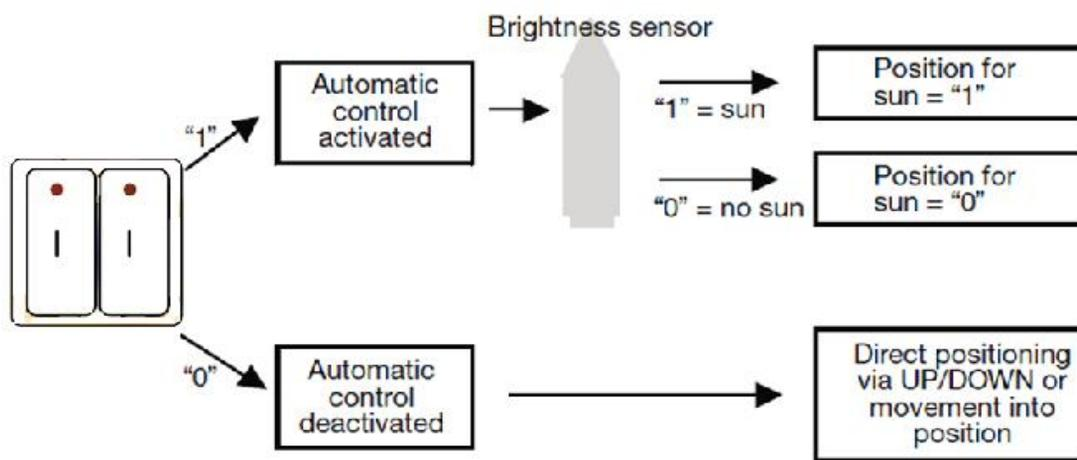 Brightness sensor
Automatic
control
activated
“1”
“1” = sun
Position for
sun = “1”
“0” = no sun
Position for
sun = “0”
“0”
Automatic
control
deactivated
Direct positioning
via UP/DOWN or
movement into
position